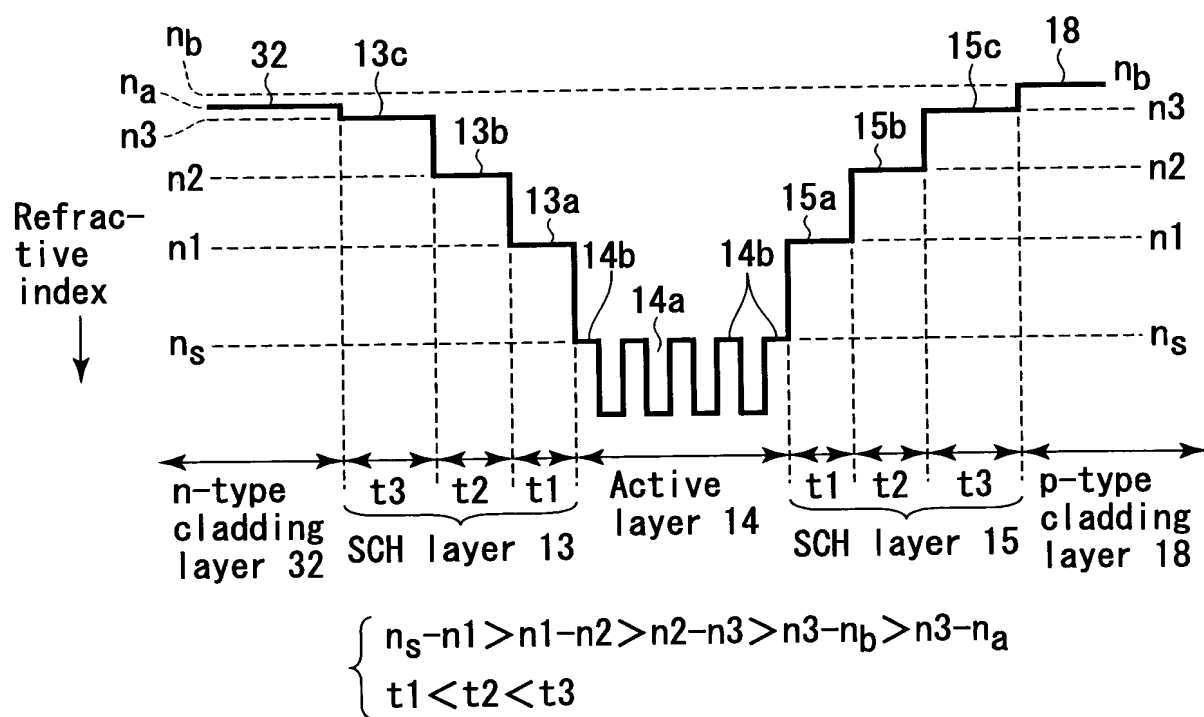 n_b
32
13c
n_a
n3
13b
n2
13a
Refrac-
tive
index
n1
14b
14a
n_s
15c
18
n_b
n3
15b
n2
15a
n1
14b
n_s
t3
t2
t1
n-type
cladding
layer 32
SCH layer 13
Active
layer 14
t1
t2
t3
SCH layer 15
p-type
cladding
layer 18
n_s-n1>n1-n2>n2-n3>n3-n_b>n3-n_a
t1<t2<t3